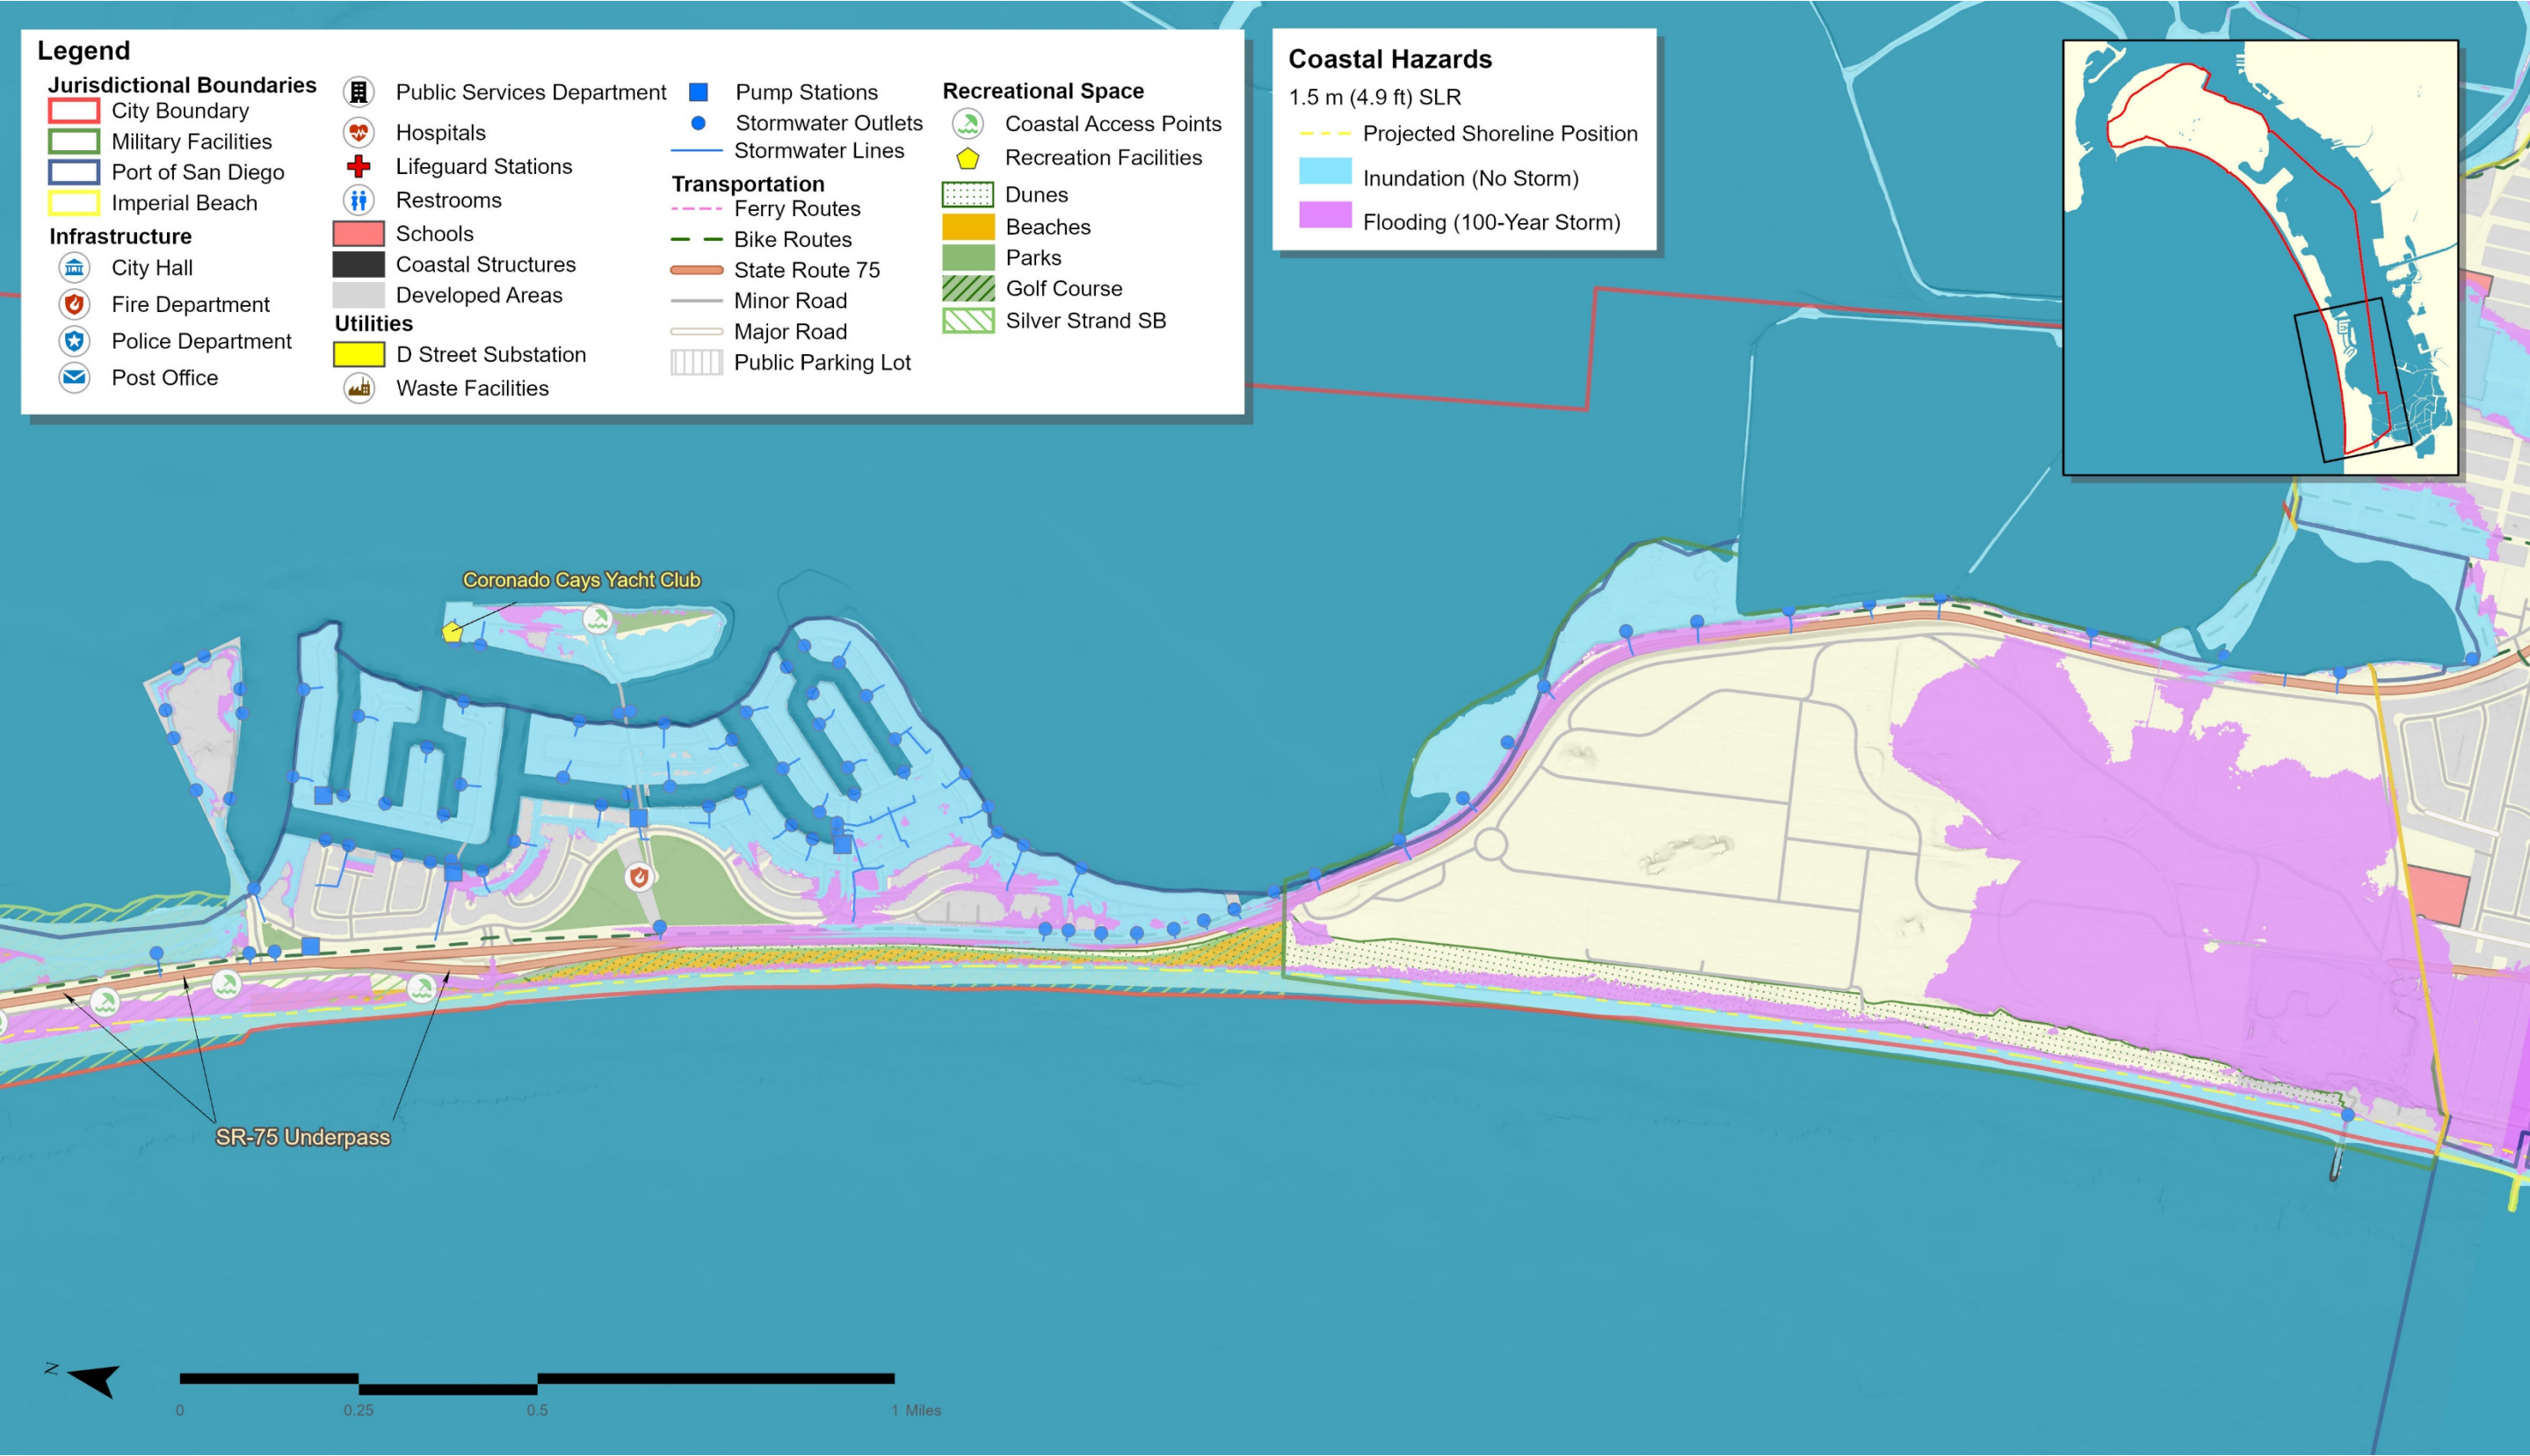 Legend
Jurisdictional Boundaries
City Boundary
Military Facilities
Port of San Diego
Imperial Beach
Infrastructure
City Hall
Fire Department
Police Department
Post Office
Public Services Department
Hospitals
Lifeguard Stations
Restrooms
Schools
Coastal Structures
Developed Areas
Utilities
D Street Substation
Waste Facilities
Pump Stations
Stormwater Outlets
Stormwater Lines
Transportation
Ferry Routes
Bike Routes
State Route 75
Minor Road
Major Road
Public Parking Lot
Recreational Space
Coastal Access Points
Recreation Facilities
Dunes
Beaches
Parks
Golf Course
Silver Strand SB
Coastal Hazards
1.5 m (4.9 ft) SLR
Projected Shoreline Position
Inundation (No Storm)
Flooding (100-Year Storm)
Coronado Cays Yacht Club
SR-75 Underpass
N
0 0.25 0.5 1 Miles